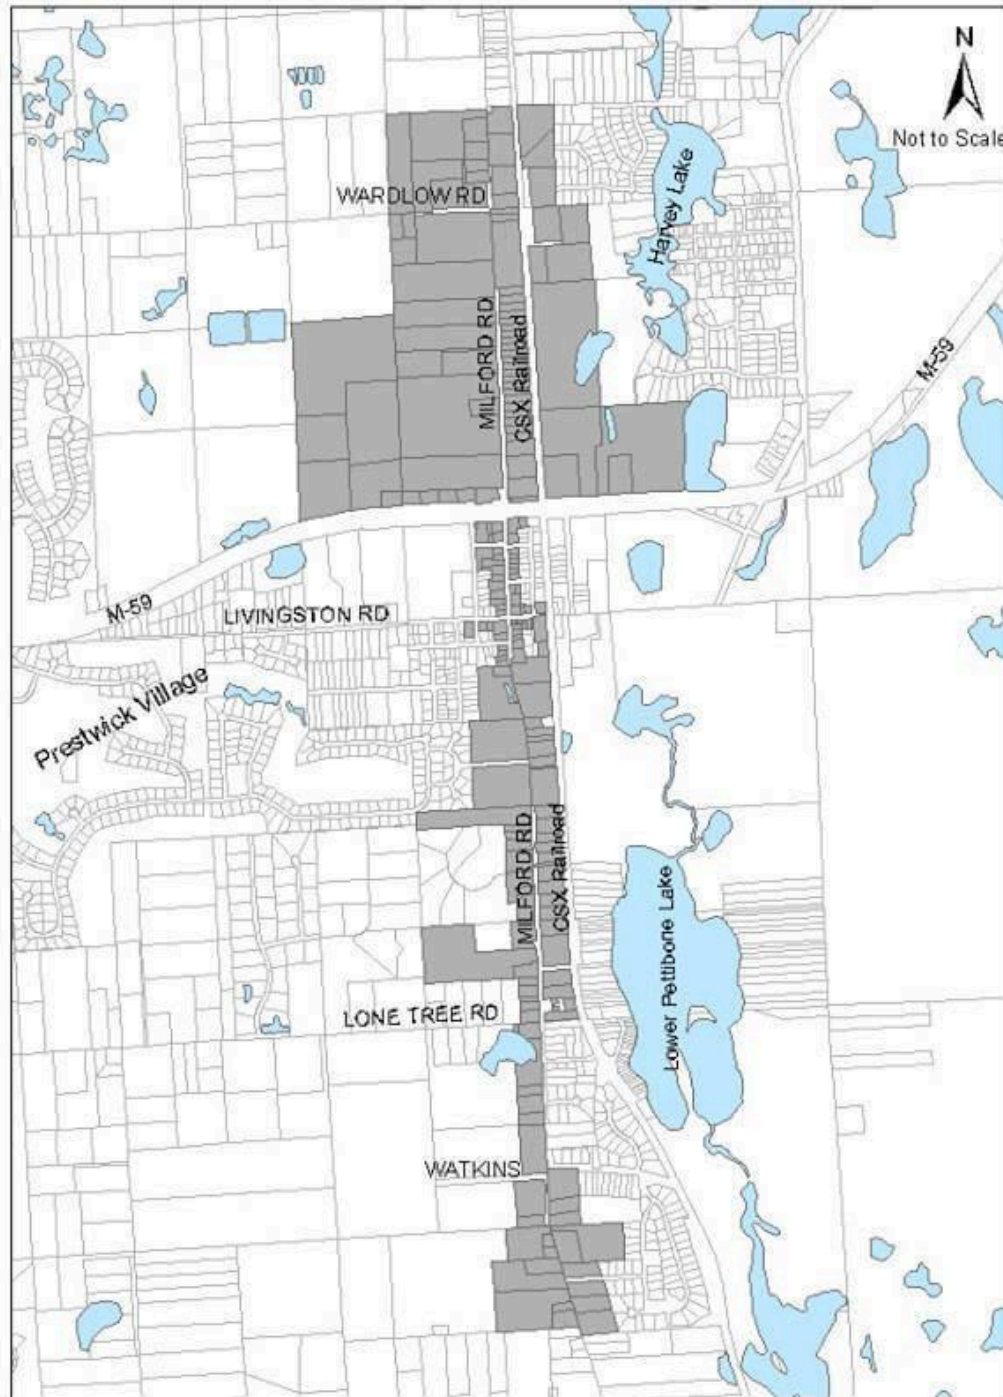 N
Not to Scale
WARDLOW RD
Harvey Lake
MILFORD RD
CSX Railroad
M-59
M-59
LIVINGSTON RD
Prestwick Village
MILFORD RD
CSX Railroad
Lower Pettibone Lake
LONE TREE RD
WATKINS